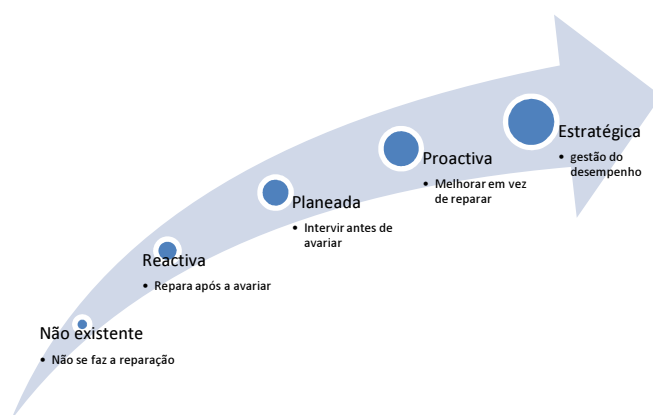 Estratégica
• gestão do
desempenho
Proactiva
• Melhorar em vez
de reparar
Planeada
• Intervir antes de
avariar
Reactiva
• Repara após a avariar
Não existente
• Não se faz a reparação